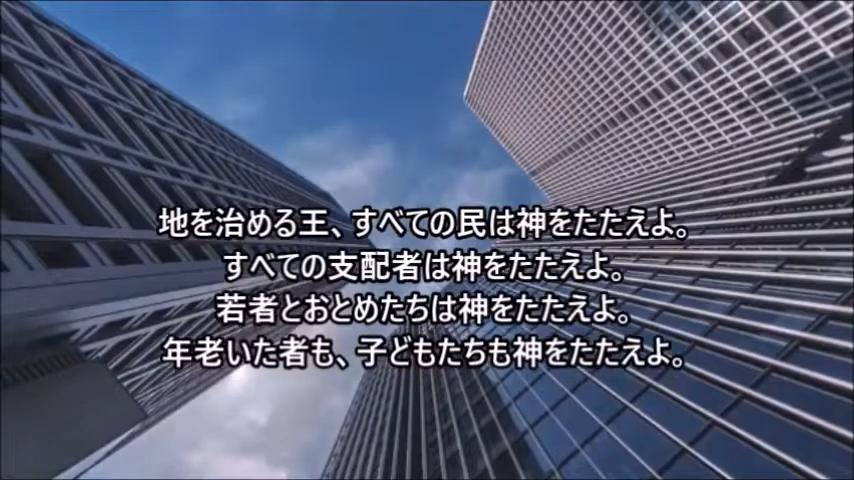 地を治める王、すべての民は神をたたえよ。
すべての支配者は神をたたえよ。
若者とおとめたちは神をたたえよ。
年老いた者も、子どもたちも神をたたえよ。